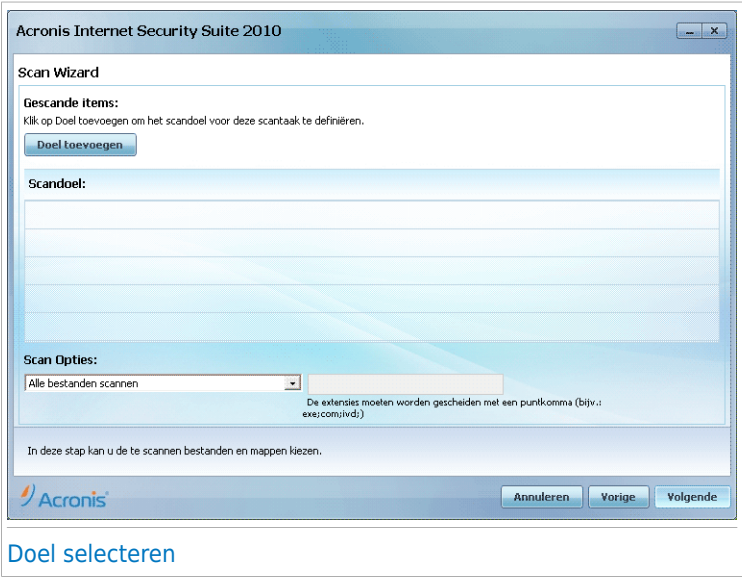 Acronis Internet Security Suite 2010
Scan Wizard
Gescande items:
Klik op Doel toevoegen om het scandoel voor deze scantaak te definiëren.
Doel toevoegen
Scandoel:
Scan Opties:
Alle bestanden scannen
De extensies moeten worden gescheiden met een puntkomma (bijv.:
exe;com;ivd;)
In deze stap kan u de te scannen bestanden en mappen kiezen.
Acronis
Annuleren
Vorige
Volgende
Doel selecteren